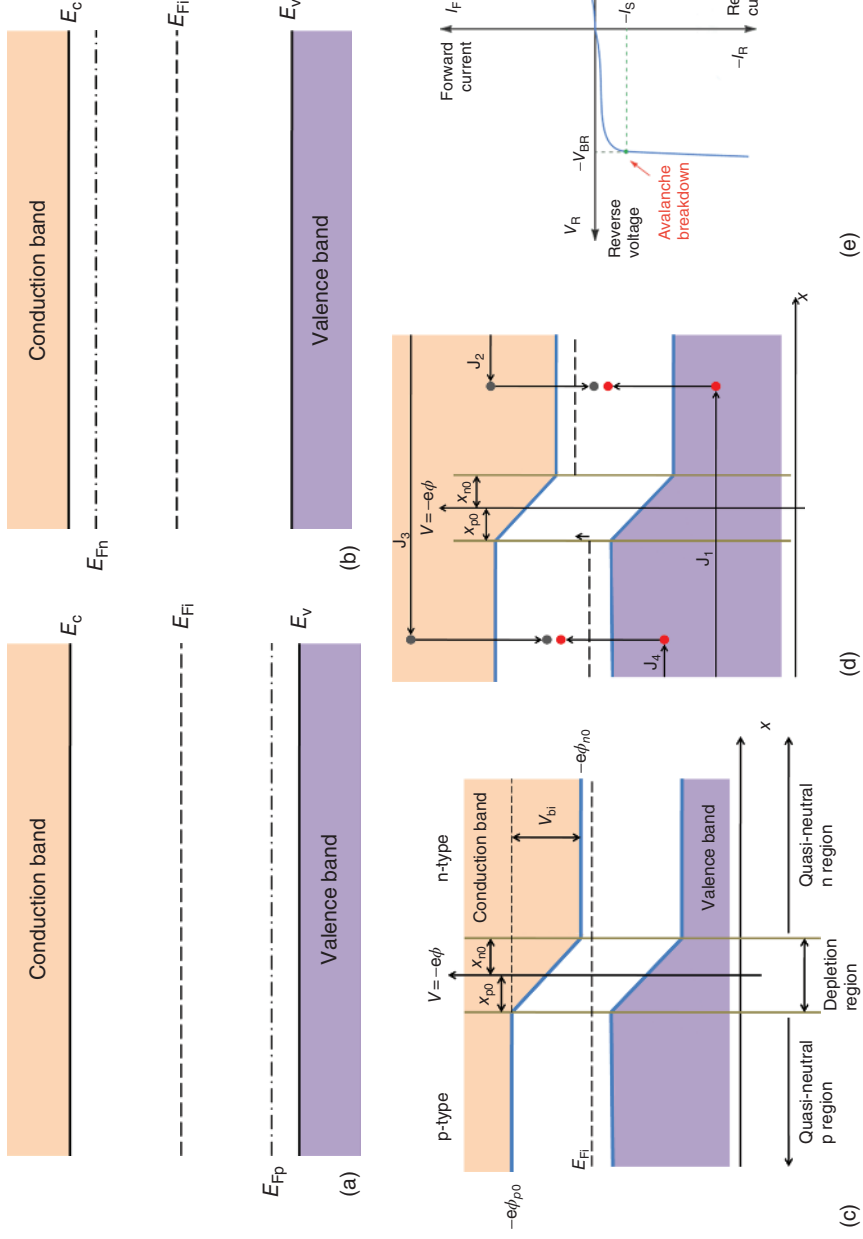 Conduction band
E_c
E_Fi
E_Fp
E_v
Valence band
(a)
Conduction band
E_c
E_Fn
E_Fi
E_v
Valence band
(b)
p-type
V = −eϕ
n-type
−eϕ_p0
x_p0
x_n0
Conduction band
V_bi
−eϕ_n0
E_Fi
Valence band
x
Quasi-neutral
p region
Depletion
region
Quasi-neutral
n region
(c)
J_3
V = −eϕ
x_p0
x_n0
J_2
J_4
J_1
x
(d)
I_F
Forward
current
V_R
Reverse
voltage
−V_BR
Avalanche
breakdown
−I_S
−I_R
(e)